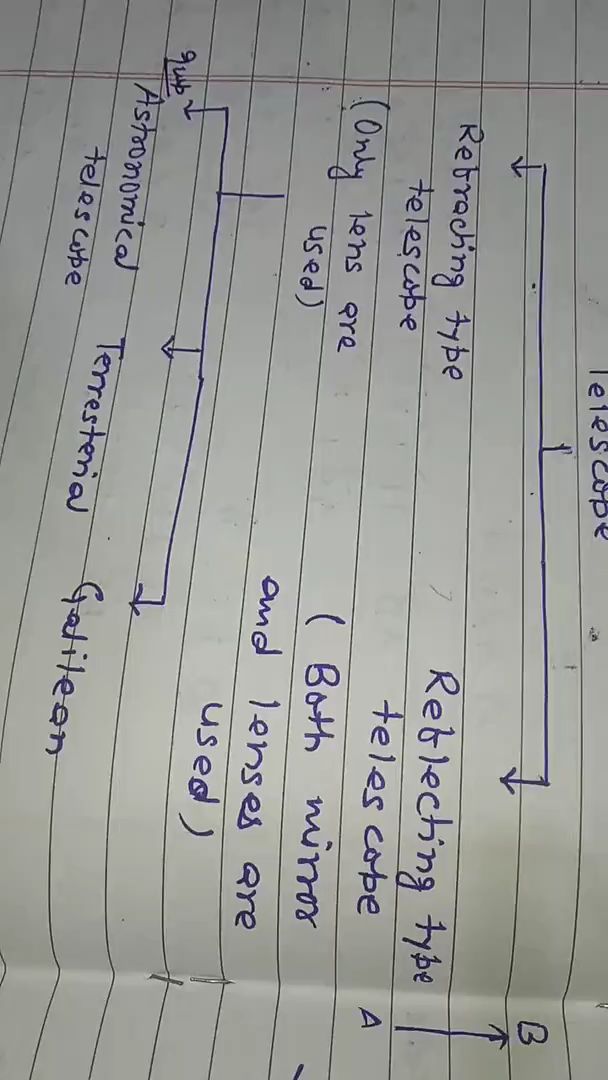 Telescope
Refracting type
telescope
(Only lens are
used)
Reflecting type
telescope
(Both mirror
and lenses are
used)
Astronomical
telescope
Terresterial
Galilean
A
B